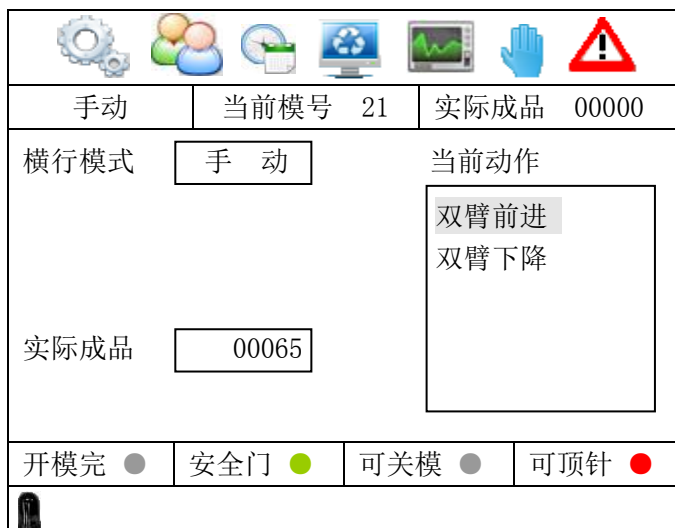 手动 当前模号 21 实际成品 00000
横行模式 手 动 当前动作
双臂前进
双臂下降
实际成品 00065
开模完 安全门 可关模 可顶针